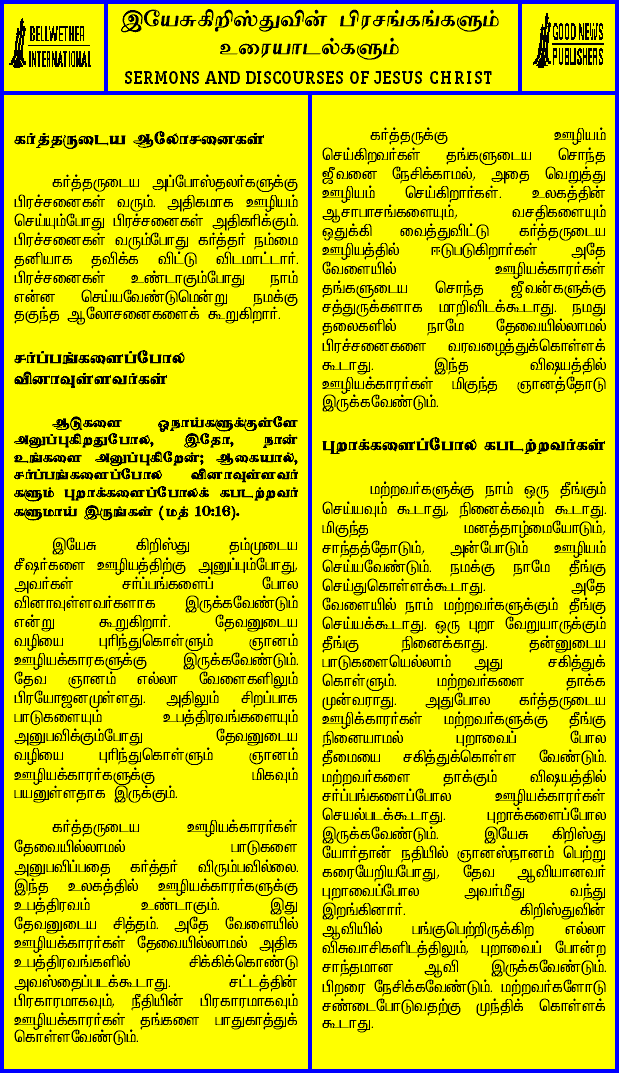 BELLWETHER
INTERNATIONAL
இயேசுகிறிஸ்துவின் பிரசங்கங்களும்
உரையாடல்களும்
SERMONS AND DISCOURSES OF JESUS CHRIST
GOOD NEWS
PUBLISHERS
கர்த்தருடைய ஆலோசனைகள்
கர்த்தருடைய அப்போஸ்தலர்களுக்கு
பிரச்சனைகள் வரும். அதிகமாக ஊழியம்
செய்யும்போது பிரச்சனைகள் அதிகரிக்கும்.
பிரச்சனைகள் வரும்போது கர்த்தர் நம்மை
தனியாக தவிக்க விட்டு விடமாட்டார்.
பிரச்சனைகள் உண்டாகும்போது நாம்
என்ன செய்யவேண்டுமென்று நமக்கு
தகுந்த ஆலோசனைகளைக் கூறுகிறார்.
சர்ப்பங்களைப்போல
வினாவுள்ளவர்கள்
ஆடுகளை ஓநாய்களுக்குள்ளே
அனுப்புகிறதுபோல, இதோ, நான்
உங்களை அனுப்புகிறேன்; ஆகையால்,
சர்ப்பங்களைப்போல வினாவுள்ளவர்
களும் புறாக்களைப்போலக் கபடற்றவர்
களுமாய் இருங்கள் (மத் 10:16).
இயேசு கிறிஸ்து தம்முடைய
சீஷர்களை ஊழியத்திற்கு அனுப்பும்போது,
அவர்கள் சர்ப்பங்களைப் போல
வினாவுள்ளவர்களாக இருக்கவேண்டும்
என்று கூறுகிறார். தேவனுடைய
வழியை புரிந்துகொள்ளும் ஞானம்
ஊழியக்காரகளுக்கு இருக்கவேண்டும்.
தேவ ஞானம் எல்லா வேளைகளிலும்
பிரயோஜனமுள்ளது. அதிலும் சிறப்பாக
பாடுகளையும் உபத்திரவங்களையும்
அனுபவிக்கும்போது தேவனுடைய
வழியை புரிந்துகொள்ளும் ஞானம்
ஊழியக்காரர்களுக்கு மிகவும்
பயனுள்ளதாக இருக்கும்.
கர்த்தருடைய ஊழியக்காரர்கள்
தேவையில்லாமல் பாடுகளை
அனுபவிப்பதை கர்த்தர் விரும்பவில்லை.
இந்த உலகத்தில் ஊழியக்காரர்களுக்கு
உபத்திரவம் உண்டாகும். இது
தேவனுடைய சித்தம். அதே வேளையில்
ஊழியக்காரர்கள் தேவையில்லாமல் அதிக
உபத்திரவங்களில் சிக்கிக்கொண்டு
அவஸ்தைப்படக்கூடாது. சட்டத்தின்
பிரகாரமாகவும், நீதியின் பிரகாரமாகவும்
ஊழியக்காரர்கள் தங்களை பாதுகாத்துக்
கொள்ளவேண்டும்.
கர்த்தருக்கு ஊழியம்
செய்கிறவர்கள் தங்களுடைய சொந்த
ஜீவனை நேசிக்காமல், அதை வெறுத்து
ஊழியம் செய்கிறார்கள். உலகத்தின்
ஆசாபாசங்களையும், வசதிகளையும்
ஒதுக்கி வைத்துவிட்டு கர்த்தருடைய
ஊழியத்தில் ஈடுபடுகிறார்கள் அதே
வேளையில் ஊழியக்காரர்கள்
தங்களுடைய சொந்த ஜீவன்களுக்கு
சத்துருக்களாக மாறிவிடக்கூடாது. நமது
தலைகளில் நாமே தேவையில்லாமல்
பிரச்சனைகளை வரவழைத்துக்கொள்ளக்
கூடாது. இந்த விஷயத்தில்
ஊழியக்காரர்கள் மிகுந்த ஞானத்தோடு
இருக்கவேண்டும்.
புறாக்களைப்போல கபடற்றவர்கள்
மற்றவர்களுக்கு நாம் ஒரு தீங்கும்
செய்யவும் கூடாது, நினைக்கவும் கூடாது.
மிகுந்த மனத்தாழ்மையோடும்,
சாந்தத்தோடும், அன்போடும் ஊழியம்
செய்யவேண்டும். நமக்கு நாமே தீங்கு
செய்துகொள்ளக்கூடாது. அதே
வேளையில் நாம் மற்றவர்களுக்கும் தீங்கு
செய்யக்கூடாது. ஒரு புறா வேறுயாருக்கும்
தீங்கு நினைக்காது. தன்னுடைய
பாடுகளையெல்லாம் அது சகித்துக்
கொள்ளும். மற்றவர்களை தாக்க
முன்வராது. அதுபோல கர்த்தருடைய
ஊழிக்காரர்கள் மற்றவர்களுக்கு தீங்கு
நினையாமல் புறாவைப் போல
தீமையை சகித்துக்கொள்ள வேண்டும்.
மற்றவர்களை தாக்கும் விஷயத்தில்
சர்ப்பங்களைப்போல ஊழியக்காரர்கள்
செயல்படக்கூடாது. புறாக்களைப்போல
இருக்கவேண்டும். இயேசு கிறிஸ்து
யோர்தான் நதியில் ஞானஸ்நானம் பெற்று
கரையேறியபோது, தேவ ஆவியானவர்
புறாவைப்போல அவர்மீது வந்து
இறங்கினார். கிறிஸ்துவின்
ஆவியில் பங்குபெற்றிருக்கிற எல்லா
விசுவாசிகளிடத்திலும், புறாவைப் போன்ற
சாந்தமான ஆவி இருக்கவேண்டும்.
பிறரை நேசிக்கவேண்டும். மற்றவர்களோடு
சண்டைபோடுவதற்கு முந்திக் கொள்ளக்
கூடாது.